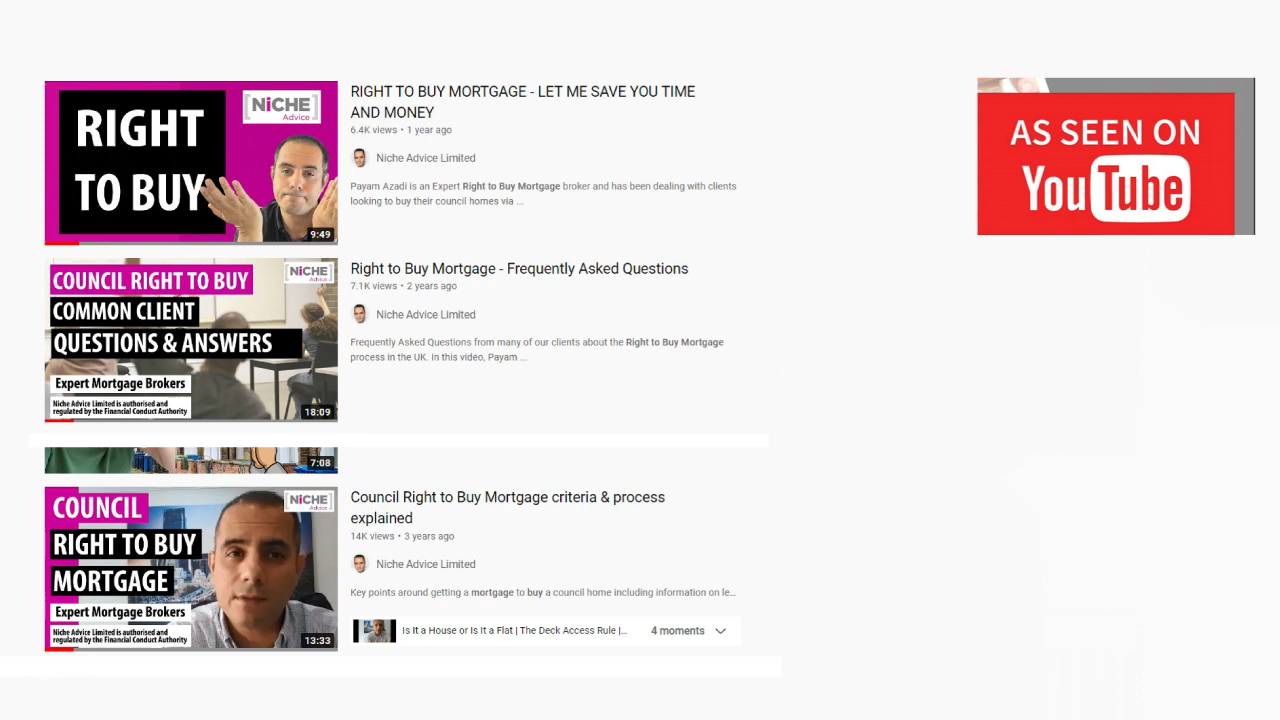 RIGHT
TO BUY
NiCHE
Advice
9:49
RIGHT TO BUY MORTGAGE - LET ME SAVE YOU TIME
AND MONEY
6.4K views • 1 year ago
Niche Advice Limited
Payam Azadi is an Expert Right to Buy Mortgage broker and has been dealing with clients
looking to buy their council homes via ...
AS SEEN ON
YouTube
COUNCIL RIGHT TO BUY
COMMON CLIENT
QUESTIONS & ANSWERS
Expert Mortgage Brokers
Niche Advice Limited is authorised and
regulated by the Financial Conduct Authority
NiCHE
Advice
18:09
Right to Buy Mortgage - Frequently Asked Questions
7.1K views • 2 years ago
Niche Advice Limited
Frequently Asked Questions from many of our clients about the Right to Buy Mortgage
process in the UK. In this video, Payam ...
7:08
COUNCIL
RIGHT TO BUY
MORTGAGE
Expert Mortgage Brokers
Niche Advice Limited is authorised and
regulated by the Financial Conduct Authority
NiCHE
Advice
13:33
Council Right to Buy Mortgage criteria & process
explained
14K views • 3 years ago
Niche Advice Limited
Key points around getting a mortgage to buy a council home including information on le...
Is It a House or Is It a Flat | The Deck Access Rule |...
4 moments